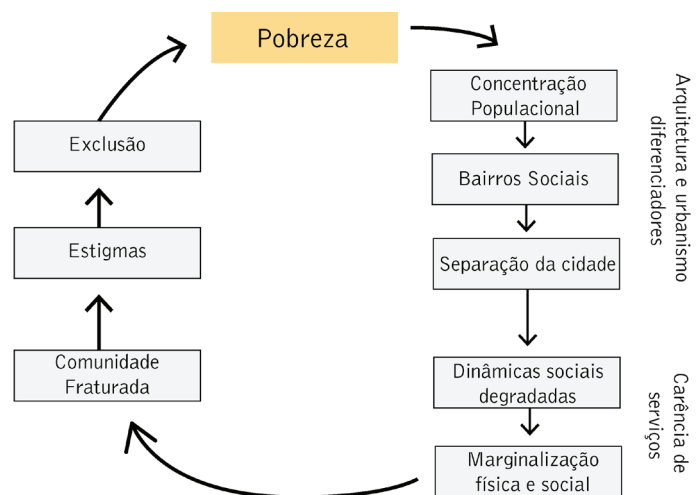 Pobreza
Concentração
Populacional
Bairros Sociais
Separação da cidade
Arquitetura e urbanismo
diferenciadores
Dinâmicas sociais
degradadas
Marginalização
física e social
Carência de
serviços
Comunidade
Fraturada
Estigmas
Exclusão